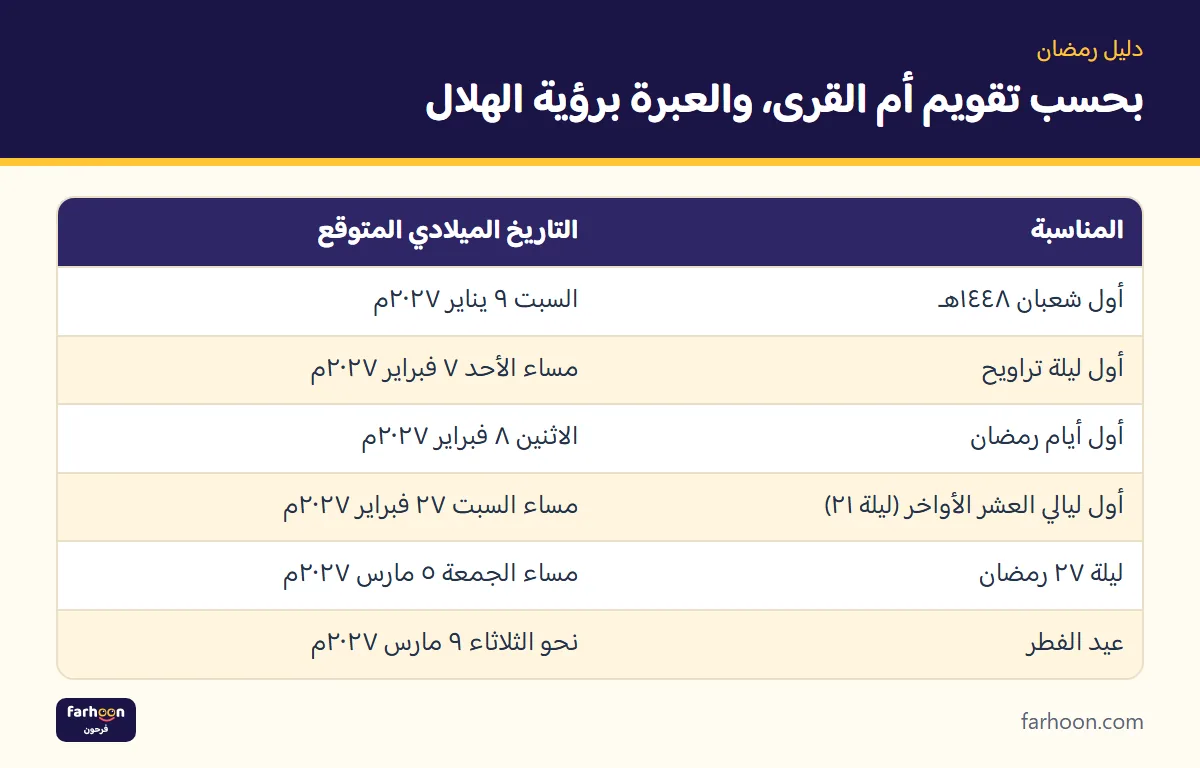 دليل رمضان
بحسب تقويم أم القرى، والعبرة برؤية الهلال
المناسبة التاريخ الميلادي المتوقع
أول شعبان ١٤٤٨هـ السبت ٩ يناير ٢٠٢٧م
أول ليلة تراويح مساء الأحد ٧ فبراير ٢٠٢٧م
أول أيام رمضان الاثنين ٨ فبراير ٢٠٢٧م
أول ليالي العشر الأواخر (ليلة ٢١) مساء السبت ٢٧ فبراير ٢٠٢٧م
ليلة ٢٧ رمضان مساء الجمعة ٥ مارس ٢٠٢٧م
عيد الفطر نحو الثلاثاء ٩ مارس ٢٠٢٧م
farhoon.com
farhoon
فرحون